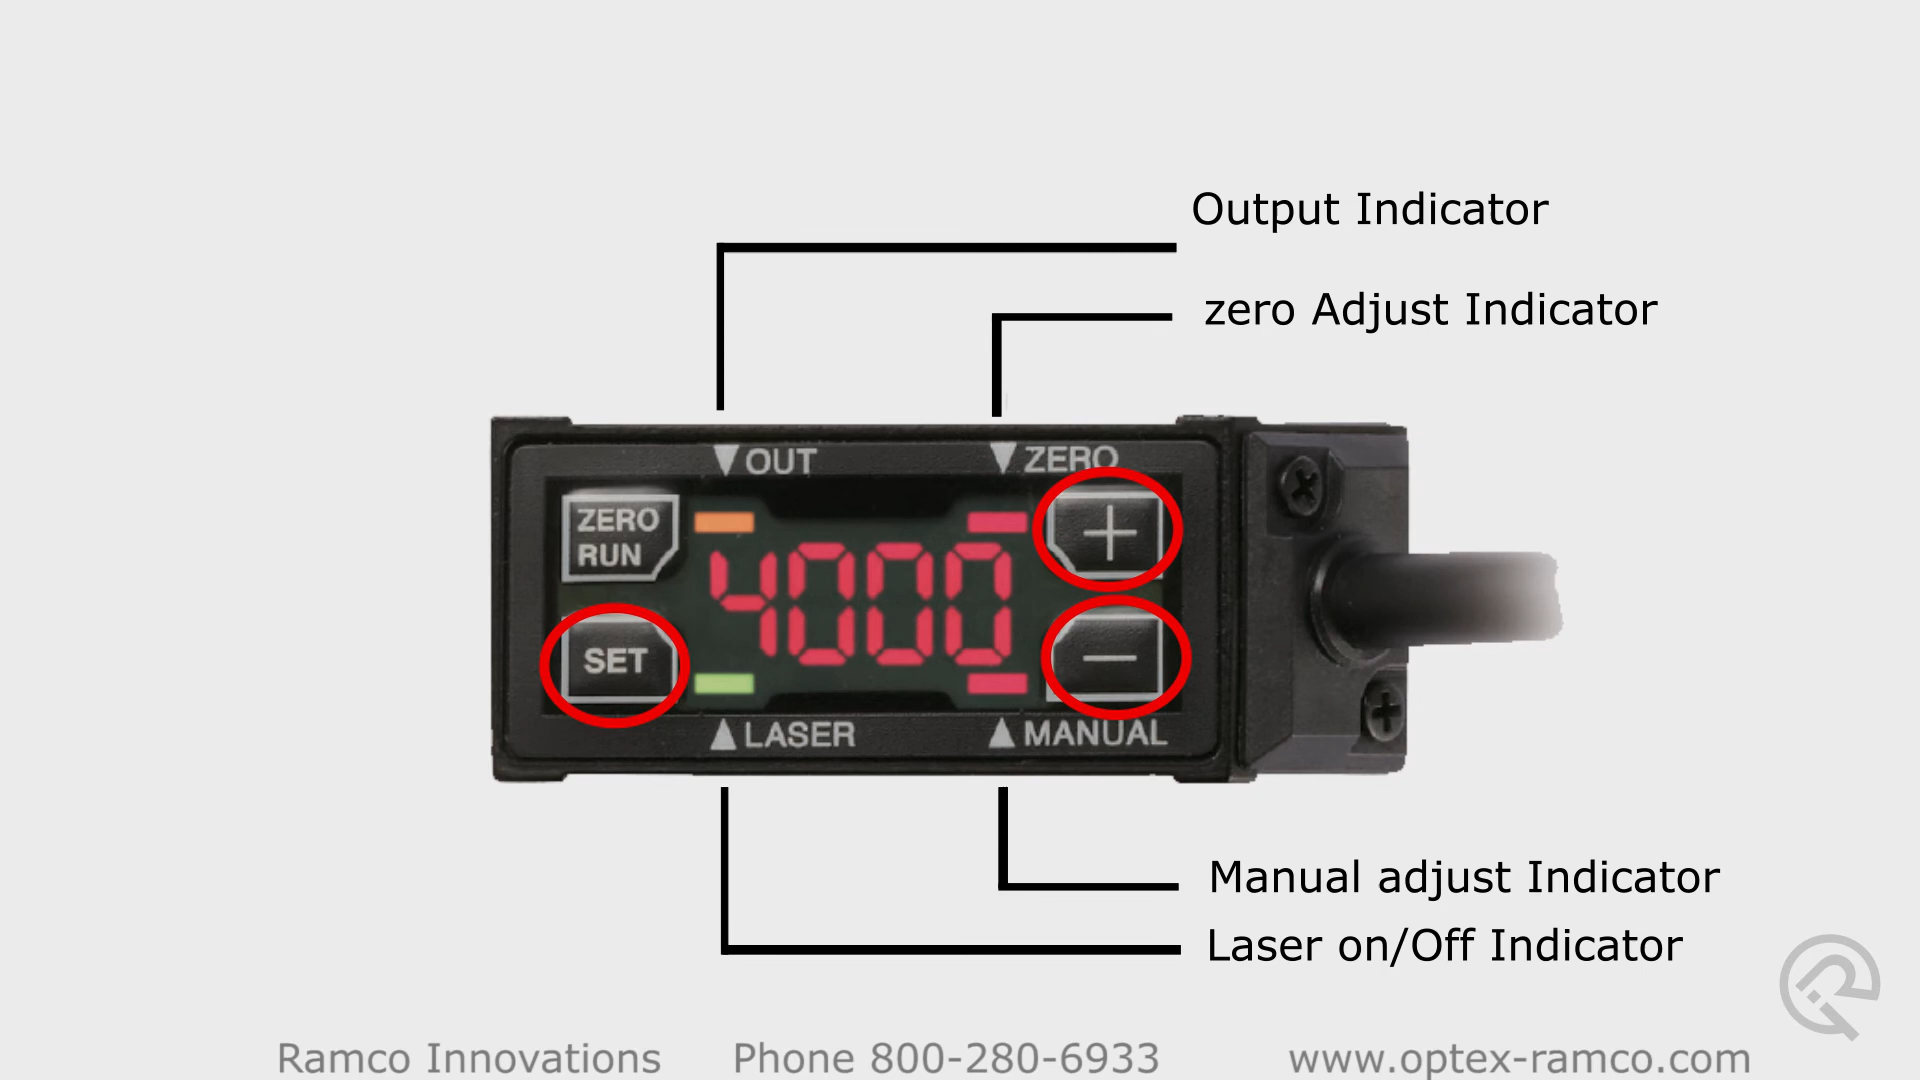 Output Indicator
zero Adjust Indicator
OUT
ZERO
ZERO
RUN
+
4000
SET
−
LASER
MANUAL
Manual adjust Indicator
Laser on/Off Indicator
Ramco Innovations Phone 800-280-6933 www.optex-ramco.com